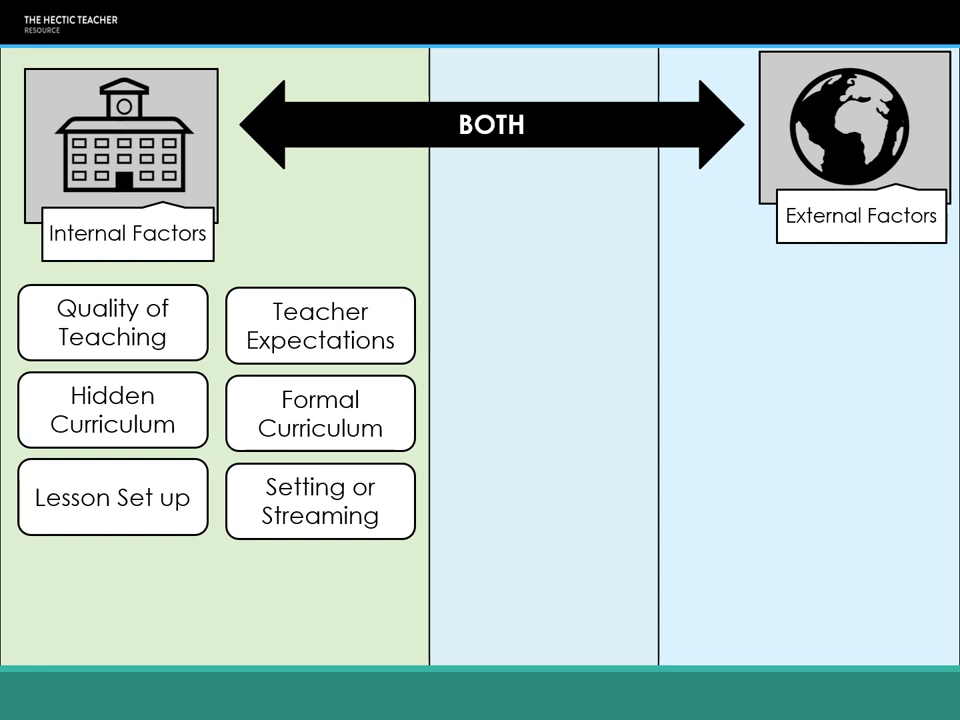 THE HECTIC TEACHER
RESOURCE
BOTH
Internal Factors
External Factors
Quality of
Teaching
Teacher
Expectations
Hidden
Curriculum
Formal
Curriculum
Lesson Set up
Setting or
Streaming